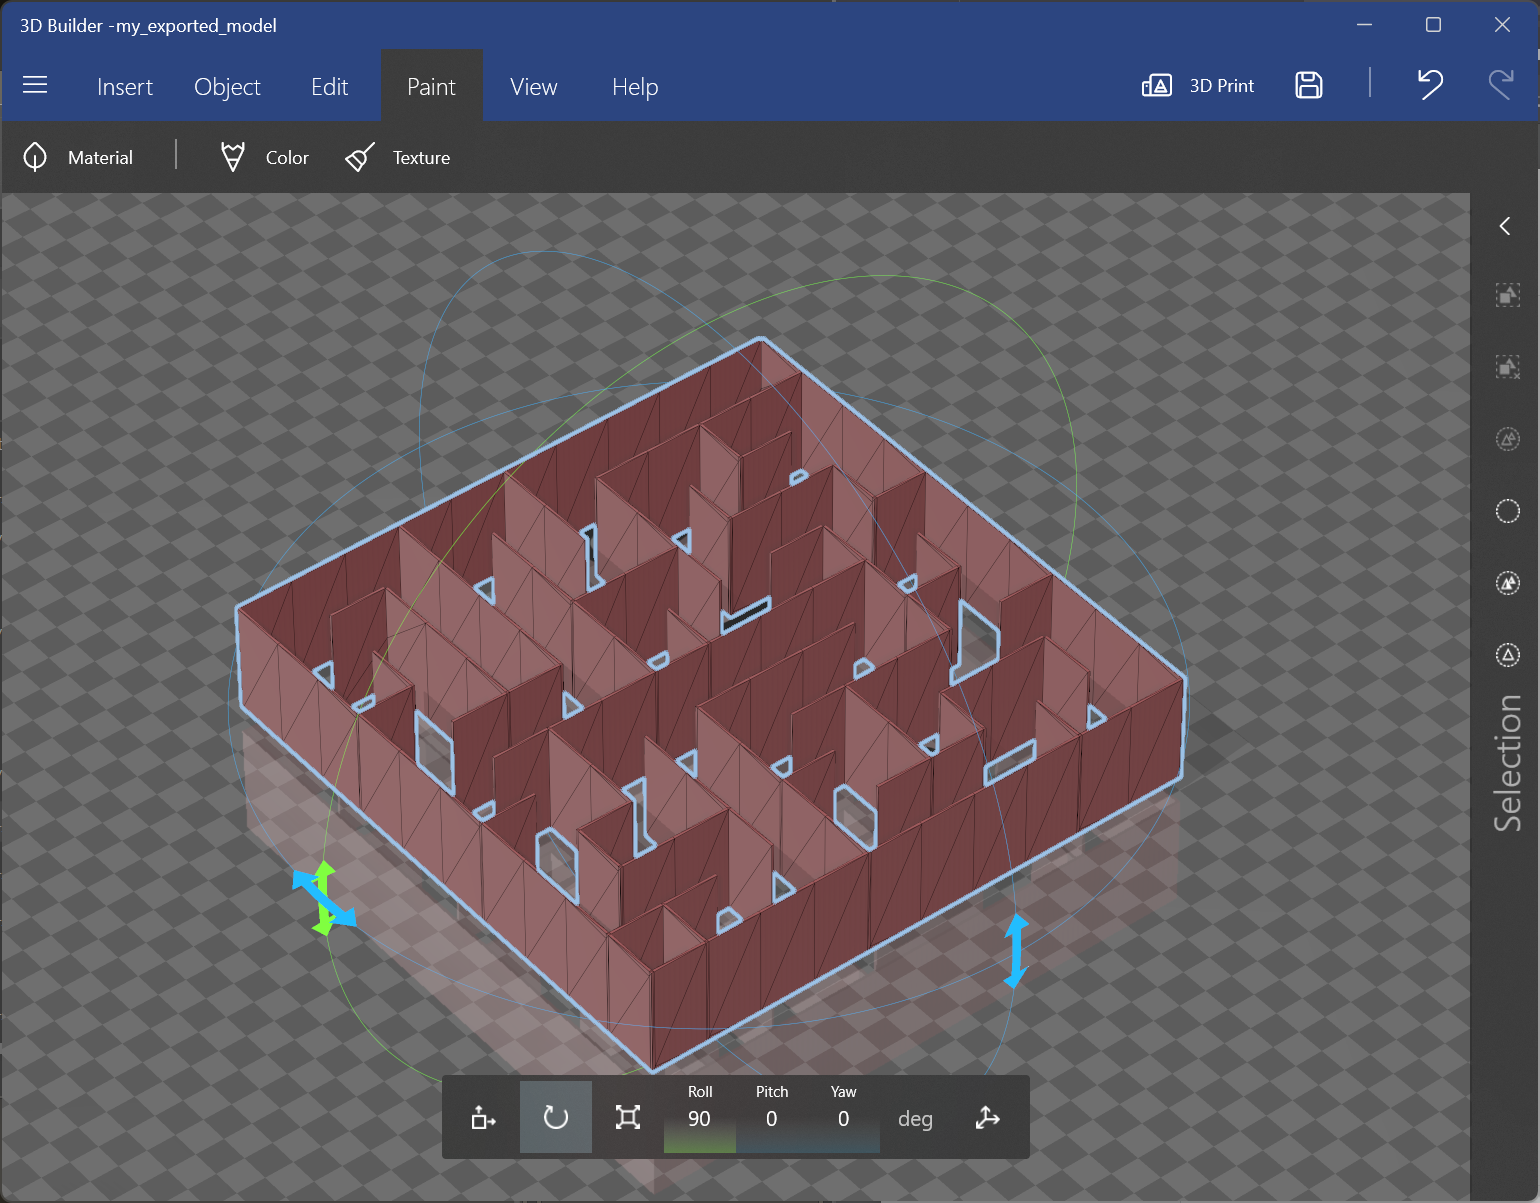 3D Builder -my_exported_model
Insert Object Edit Paint View Help 3D Print
Material Color Texture
Selection
Roll Pitch Yaw
90 0 0 deg